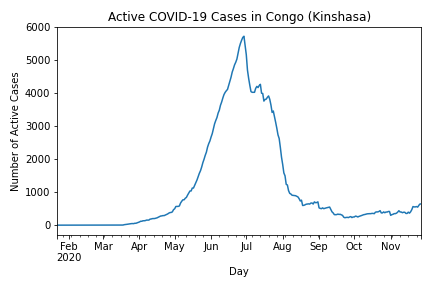 Active COVID-19 Cases in Congo (Kinshasa)
Number of Active Cases
6000
5000
4000
3000
2000
1000
0
Feb Mar Apr May Jun Jul Aug Sep Oct Nov
2020
Day